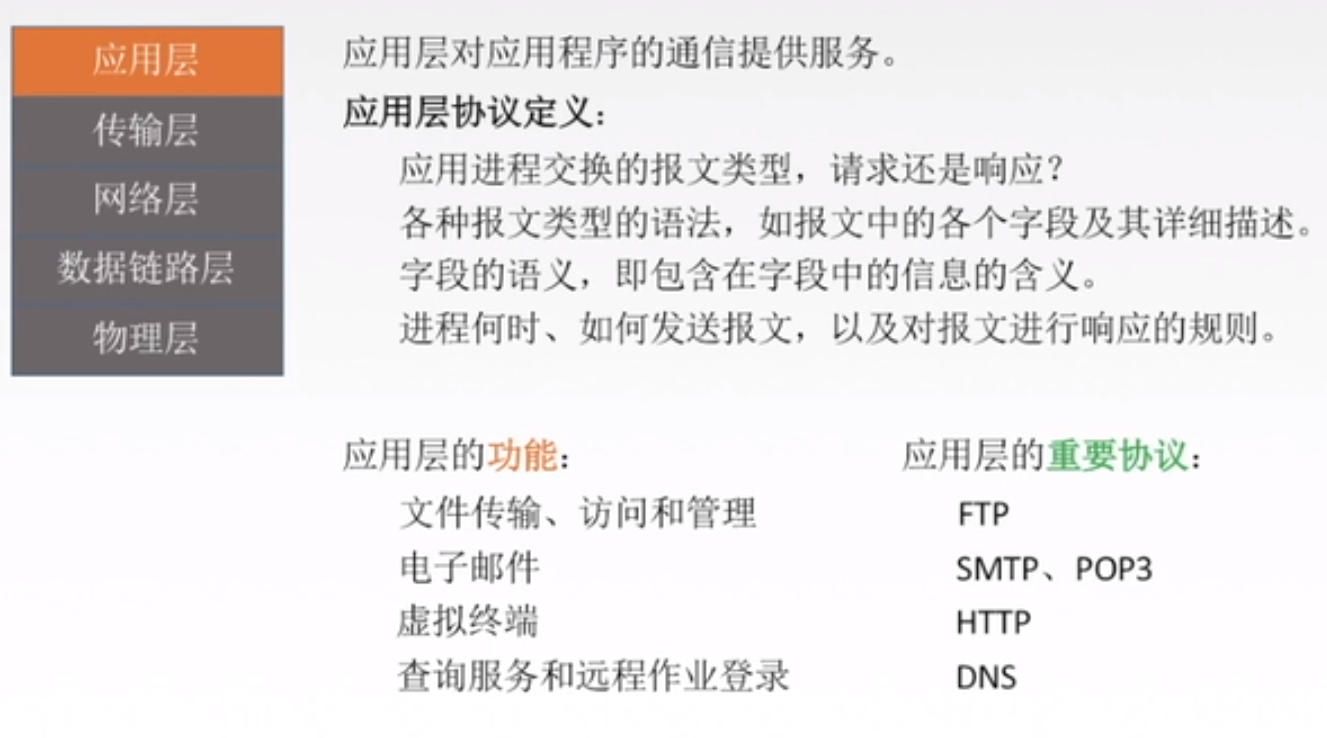 应用层
传输层
网络层
数据链路层
物理层
应用层对应用程序的通信提供服务。
应用层协议定义：
应用进程交换的报文类型，请求还是响应？
各种报文类型的语法，如报文中的各个字段及其详细描述。
字段的语义，即包含在字段中的信息的含义。
进程何时、如何发送报文，以及对报文进行响应的规则。
应用层的功能：
文件传输、访问和管理
电子邮件
虚拟终端
查询服务和远程作业登录
应用层的重要协议：
FTP
SMTP、POP3
HTTP
DNS